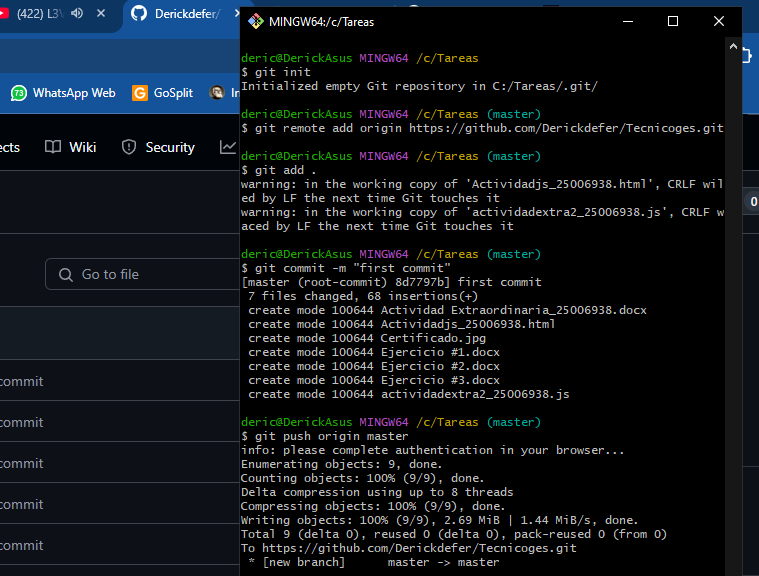 (422) L3V
Derickdefer/
MINGW64:/c/Tareas
73
WhatsApp Web
GoSplit
In
ects
Wiki
Security
0
Go to file
commit
commit
commit
commit
commit
deric@DerickAsus MINGW64 /c/Tareas
$ git init
Initialized empty Git repository in C:/Tareas/.git/
deric@DerickAsus MINGW64 /c/Tareas (master)
$ git remote add origin https://github.com/Derickdefer/Tecnicoges.git
deric@DerickAsus MINGW64 /c/Tareas (master)
$ git add .
warning: in the working copy of 'Actividadjs_25006938.html', CRLF wil
ed by LF the next time Git touches it
warning: in the working copy of 'actividadextra2_25006938.js', CRLF w
aced by LF the next time Git touches it
deric@DerickAsus MINGW64 /c/Tareas (master)
$ git commit -m "first commit"
[master (root-commit) 8d7797b] first commit
7 files changed, 68 insertions(+)
create mode 100644 Actividad Extraordinaria_25006938.docx
create mode 100644 Actividadjs_25006938.html
create mode 100644 Certificado.jpg
create mode 100644 Ejercicio #1.docx
create mode 100644 Ejercicio #2.docx
create mode 100644 Ejercicio #3.docx
create mode 100644 actividadextra2_25006938.js
deric@DerickAsus MINGW64 /c/Tareas (master)
$ git push origin master
info: please complete authentication in your browser...
Enumerating objects: 9, done.
Counting objects: 100% (9/9), done.
Delta compression using up to 8 threads
Compressing objects: 100% (9/9), done.
Writing objects: 100% (9/9), 2.69 MiB | 1.44 MiB/s, done.
Total 9 (delta 0), reused 0 (delta 0), pack-reused 0 (from 0)
To https://github.com/Derickdefer/Tecnicoges.git
* [new branch] master -> master